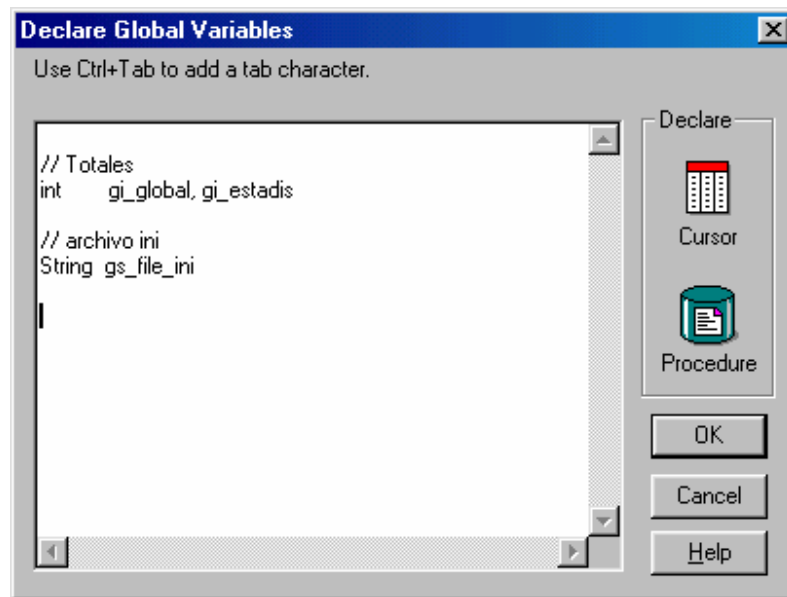 Declare Global Variables
Use Ctrl+Tab to add a tab character.
// Totales
int gi_global, gi_estadis
// archivo ini
String gs_file_ini
Declare
Cursor
Procedure
OK
Cancel
Help